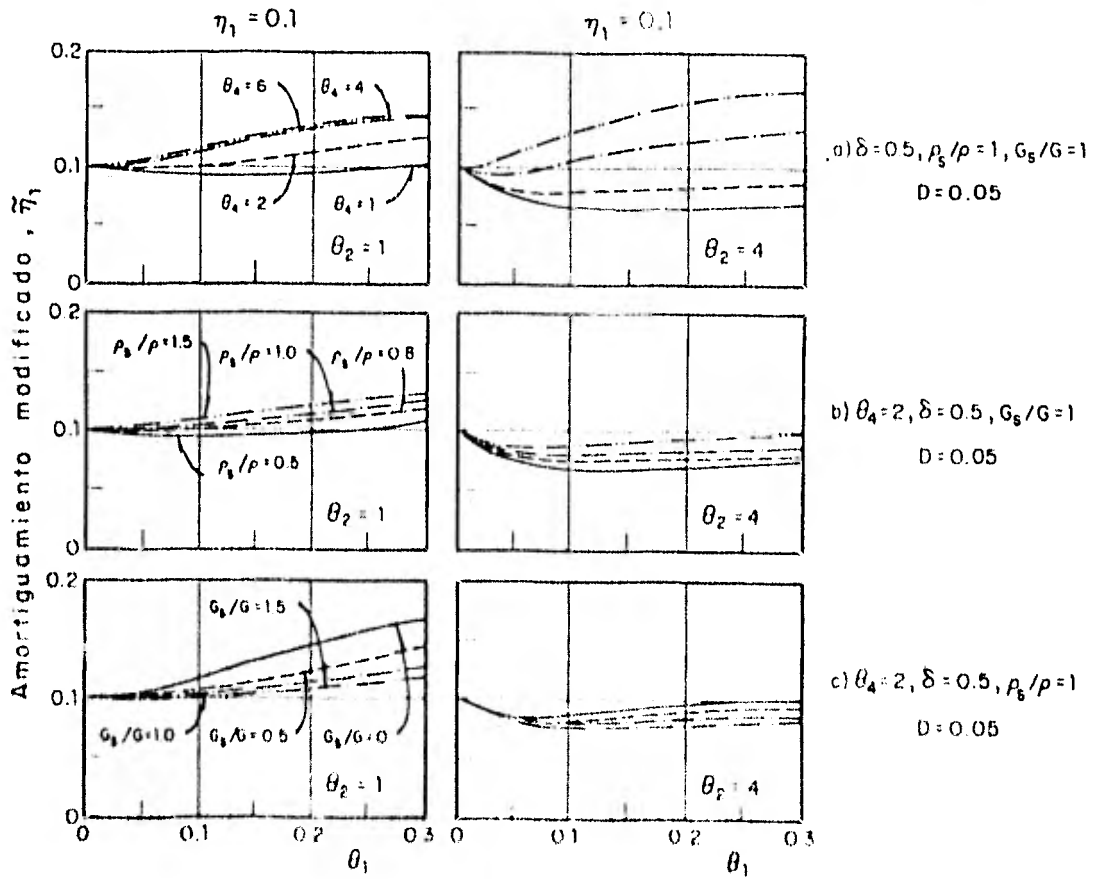 η₁ = 0.1
η₁ = 0.1
Amortiguamiento modificado, η̃₁
0.2
0.1
0
θ₄ = 6
θ₄ = 4
θ₄ = 2
θ₄ = 1
θ₂ = 1
θ₂ = 4
a) δ=0.5, ρₛ/ρ=1, Gₛ/G=1
D=0.05
0.2
0.1
0
ρₛ/ρ=1.5
ρₛ/ρ=1.0
ρₛ/ρ=0.8
ρₛ/ρ=0.5
θ₂ = 1
θ₂ = 4
b) θ₄=2, δ=0.5, Gₛ/G=1
D=0.05
0.2
0.1
0
Gₛ/G=1.5
Gₛ/G=1.0
Gₛ/G=0.5
Gₛ/G=0
θ₂ = 1
θ₂ = 4
c) θ₄=2, δ=0.5, ρₛ/ρ=1
D=0.05
0 0.1 0.2 0.3
θ₁
0 0.1 0.2 0.3
θ₁